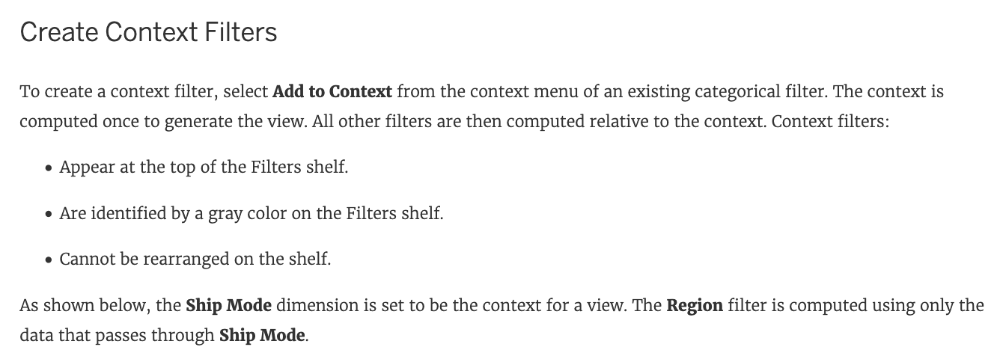 Create Context Filters
To create a context filter, select Add to Context from the context menu of an existing categorical filter. The context is
computed once to generate the view. All other filters are then computed relative to the context. Context filters:
• Appear at the top of the Filters shelf.
• Are identified by a gray color on the Filters shelf.
• Cannot be rearranged on the shelf.
As shown below, the Ship Mode dimension is set to be the context for a view. The Region filter is computed using only the
data that passes through Ship Mode.